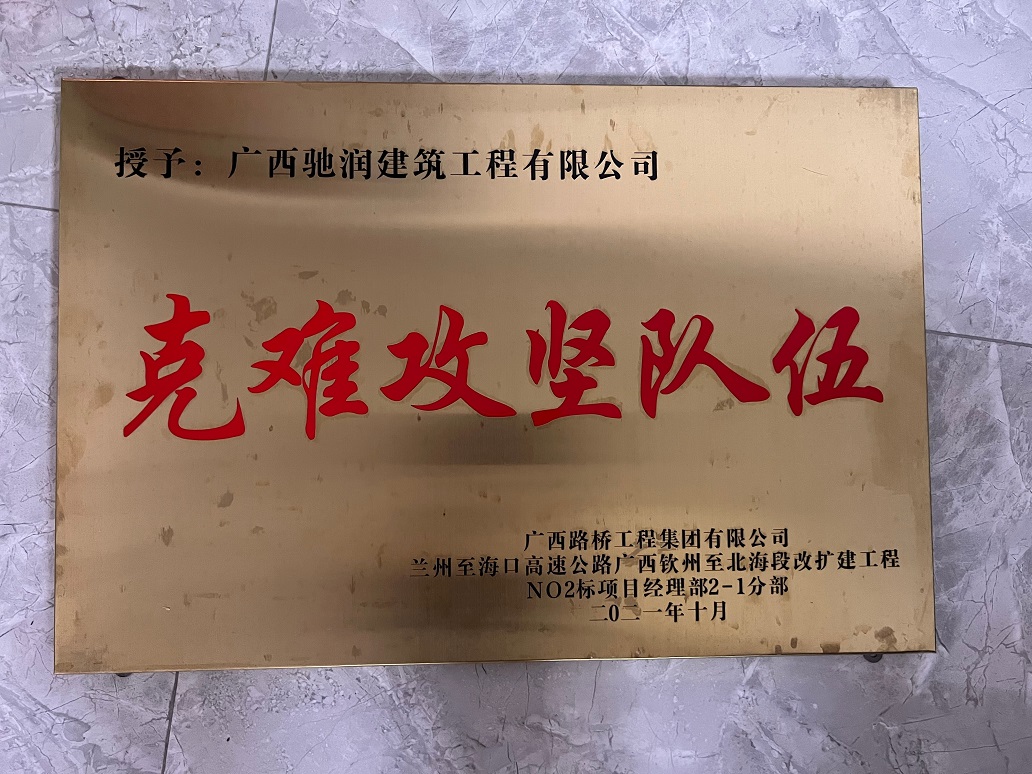 授予：广西驰润建筑工程有限公司
克难攻坚队伍
广西路桥工程集团有限公司
兰州至海口高速公路广西钦州至北海段改扩建工程
NO2标项目经理部2-1分部
二0二一年十月